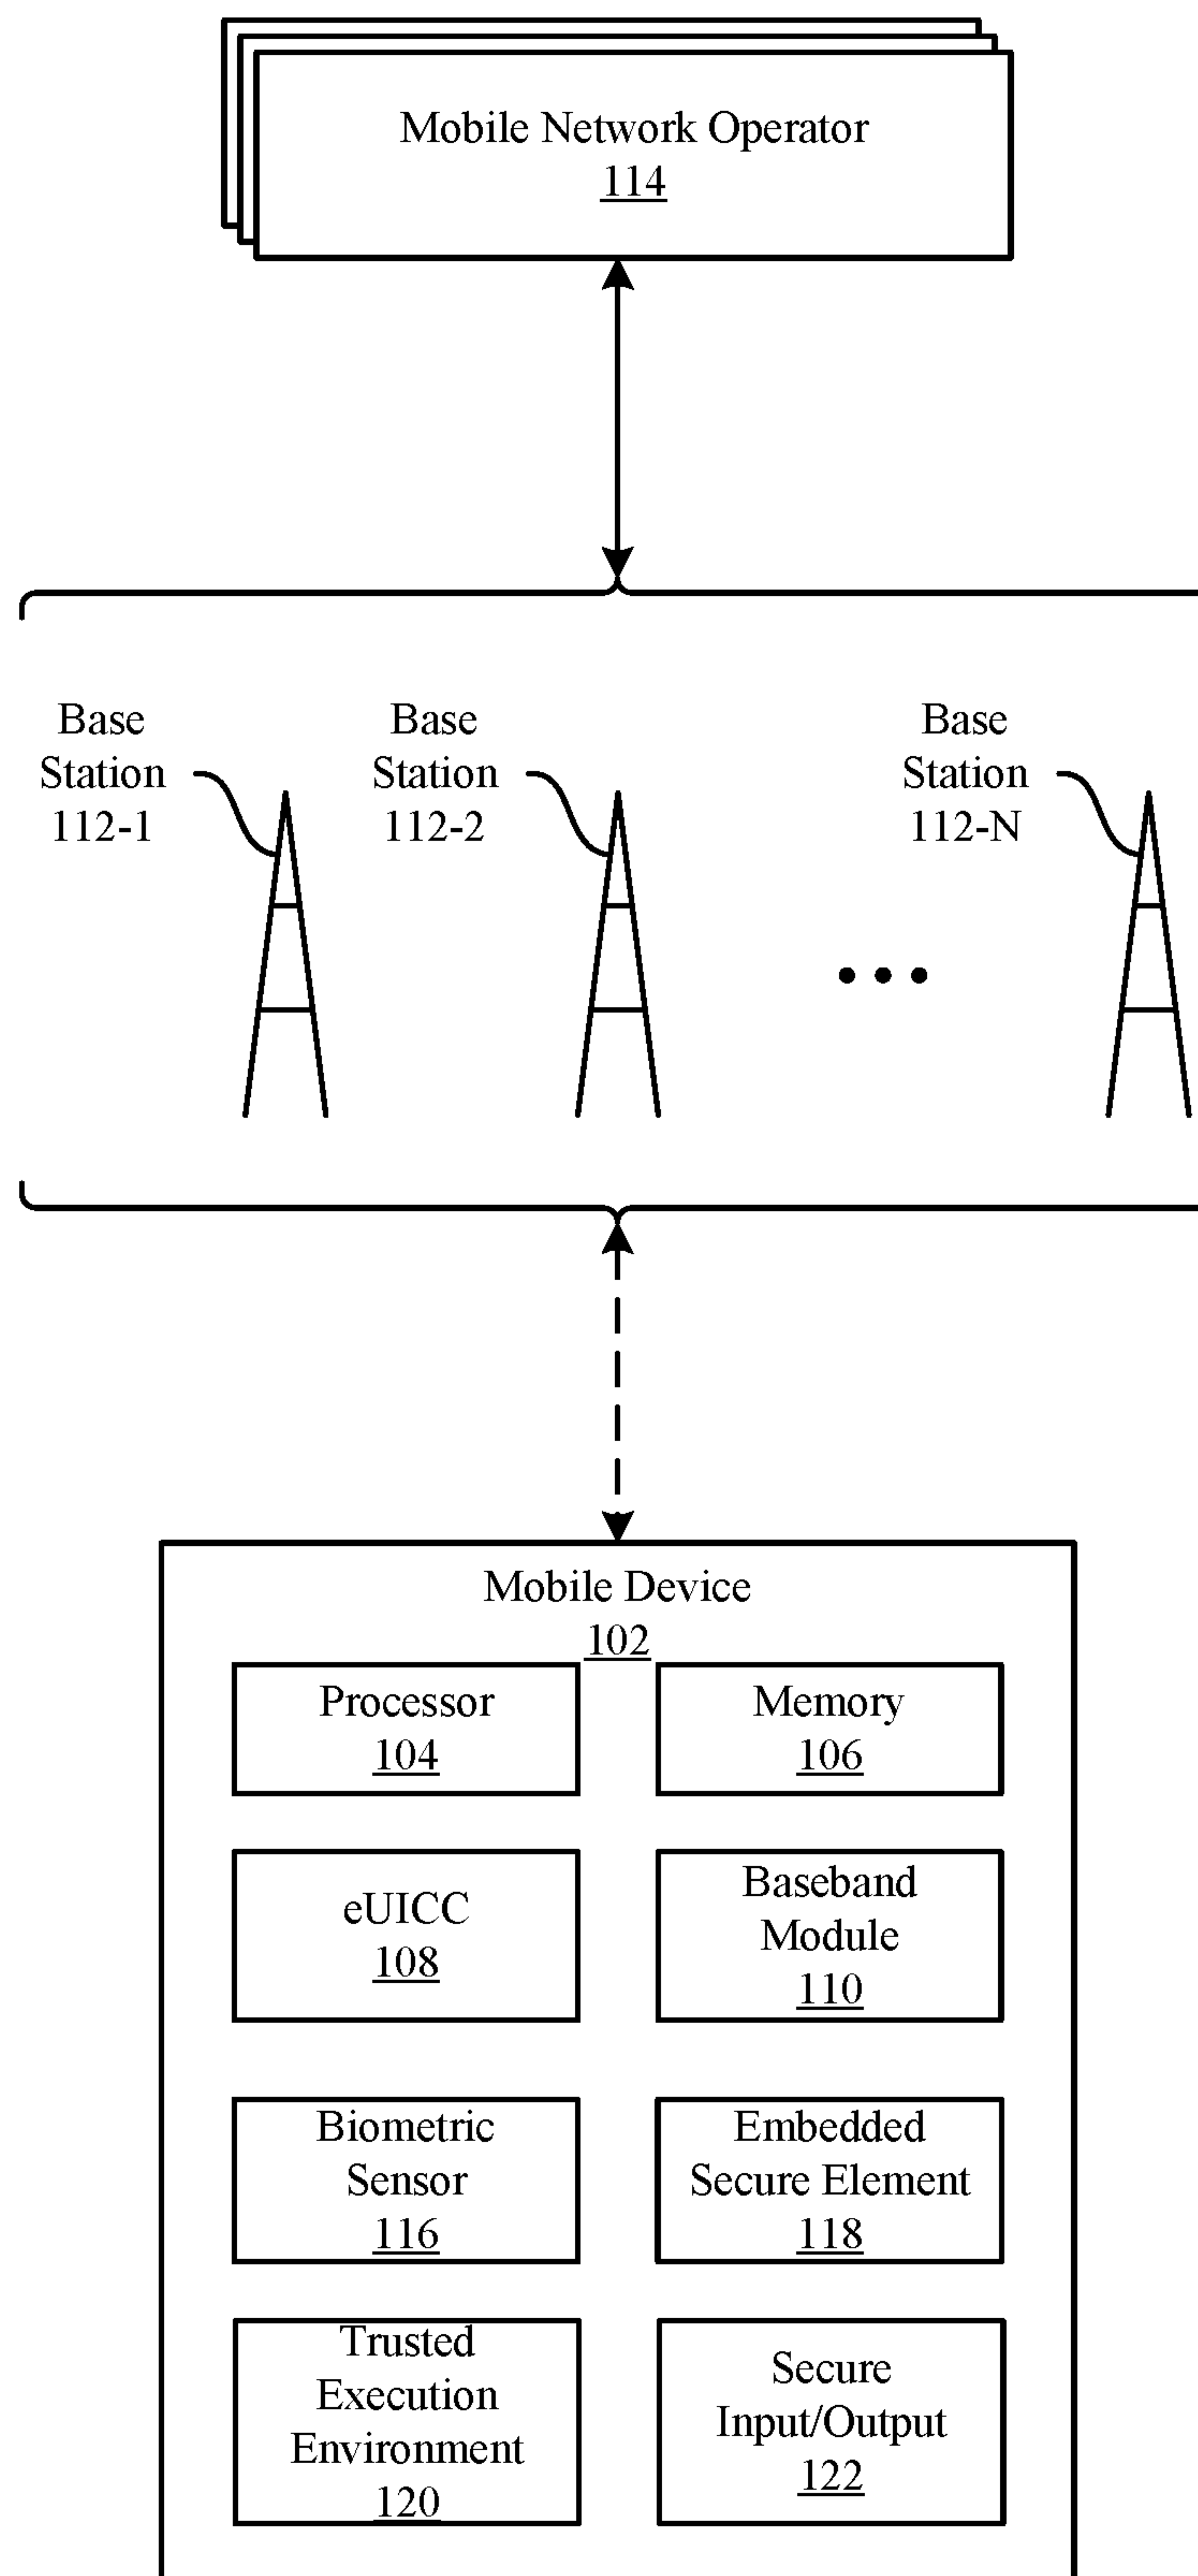 Mobile Network Operator
114
Base
Station
112-1
Base
Station
112-2
Base
Station
112-N
Mobile Device
102
Processor
104
Memory
106
eUICC
108
Baseband
Module
110
Biometric
Sensor
116
Embedded
Secure Element
118
Trusted
Execution
Environment
120
Secure
Input/Output
122